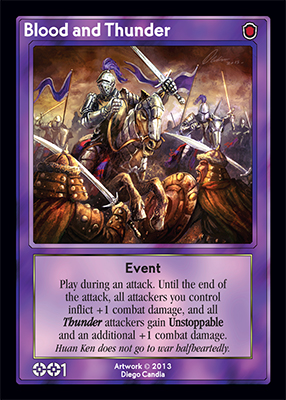 Blood and Thunder
Event
Play during an attack. Until the end of
the attack, all attackers you control
inflict +1 combat damage, and all
Thunder attackers gain Unstoppable
and an additional +1 combat damage.
Huan Ken does not go to war halfheartedly.
Artwork © 2013
Diego Candia
1